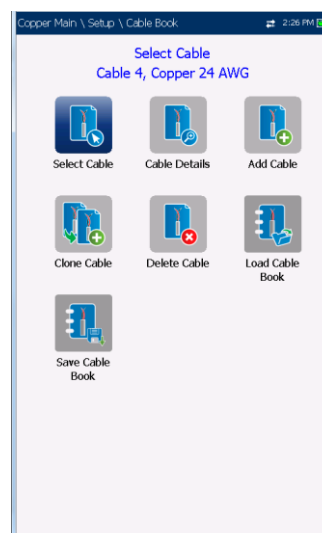 Copper Main \ Setup \ Cable Book 2:26 PM
Select Cable
Cable 4, Copper 24 AWG
Select Cable Cable Details Add Cable
Clone Cable Delete Cable Load Cable
Book
Save Cable
Book